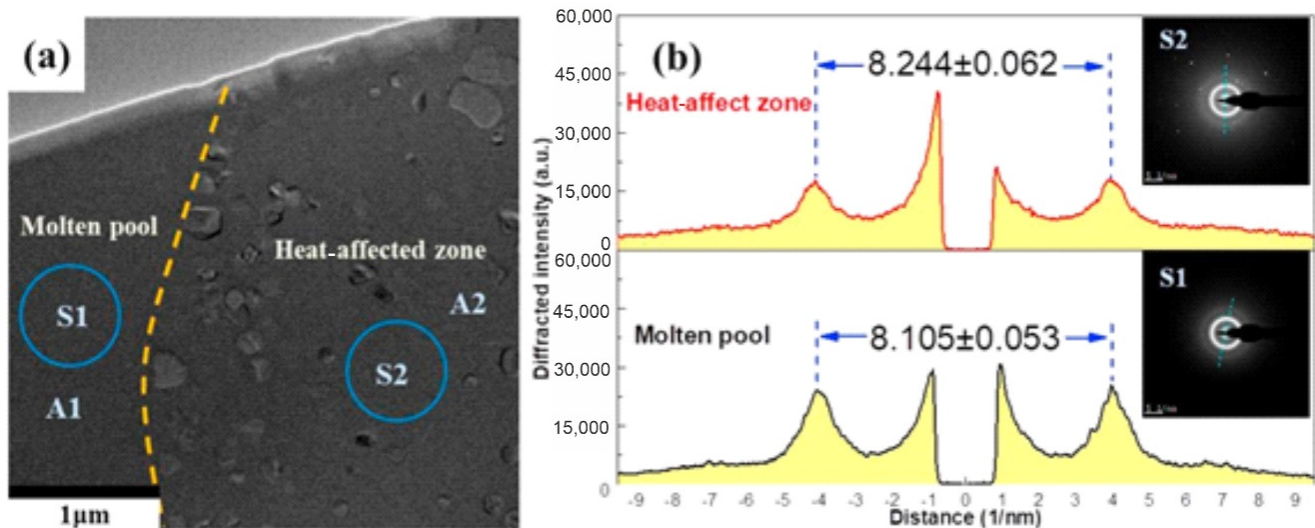 (a)
Molten pool
Heat-affected zone
S1
A2
S2
A1
1μm
(b)
Diffracted intensity (a.u.)
60,000
45,000
30,000
15,000
0
8.244±0.062
Heat-affect zone
S2
60,000
45,000
30,000
15,000
0
8.105±0.053
Molten pool
S1
-9 -8 -7 -6 -5 -4 -3 -2 -1 0 1 2 3 4 5 6 7 8 9
Distance (1/nm)